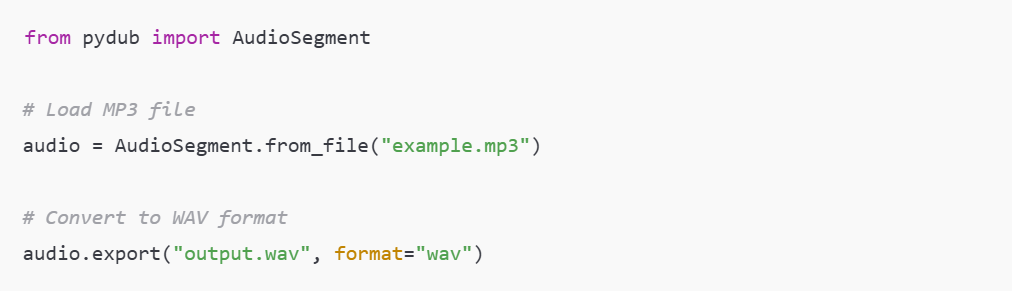 from pydub import AudioSegment
# Load MP3 file
audio = AudioSegment.from_file("example.mp3")
# Convert to WAV format
audio.export("output.wav", format="wav")